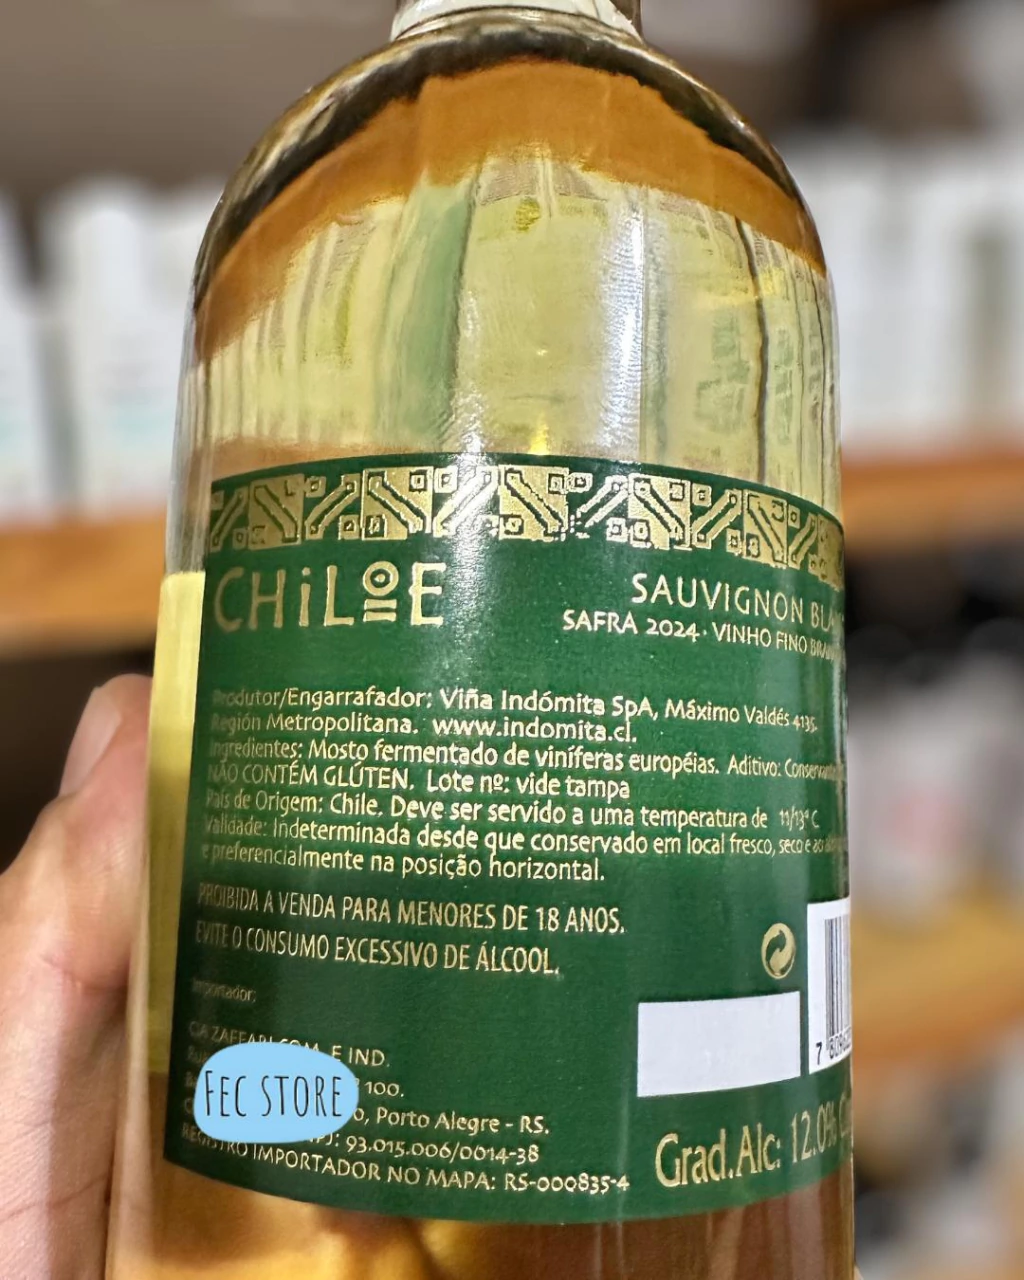 CHiLOE
SAUVIGNON
SAFRA 2024 · VINHO FINO
Produtor/Engarrafador: Viña Indómita SpA, Máximo Valdés 4135.
Región Metropolitana. www.indomita.cl.
Ingredientes: Mosto fermentado de viníferas européias. Aditivo:
NÃO CONTÉM GLÚTEN. Lote nº: vide tampa
País de Origem: Chile. Deve ser servido a uma temperatura de 11/13º C
Validade: Indeterminada desde que conservado em local fresco, seco e ao
e preferencialmente na posição horizontal.
PROIBIDA A VENDA PARA MENORES DE 18 ANOS.
EVITE O CONSUMO EXCESSIVO DE ÁLCOOL.
Importador:
CIA ZAFFARI COM. E IND.
100.
FEC STORE
Porto Alegre - RS.
93.015.006/0014-38
REGISTRO IMPORTADOR NO MAPA: RS-000835-4
Grad.Alc: 12.0%